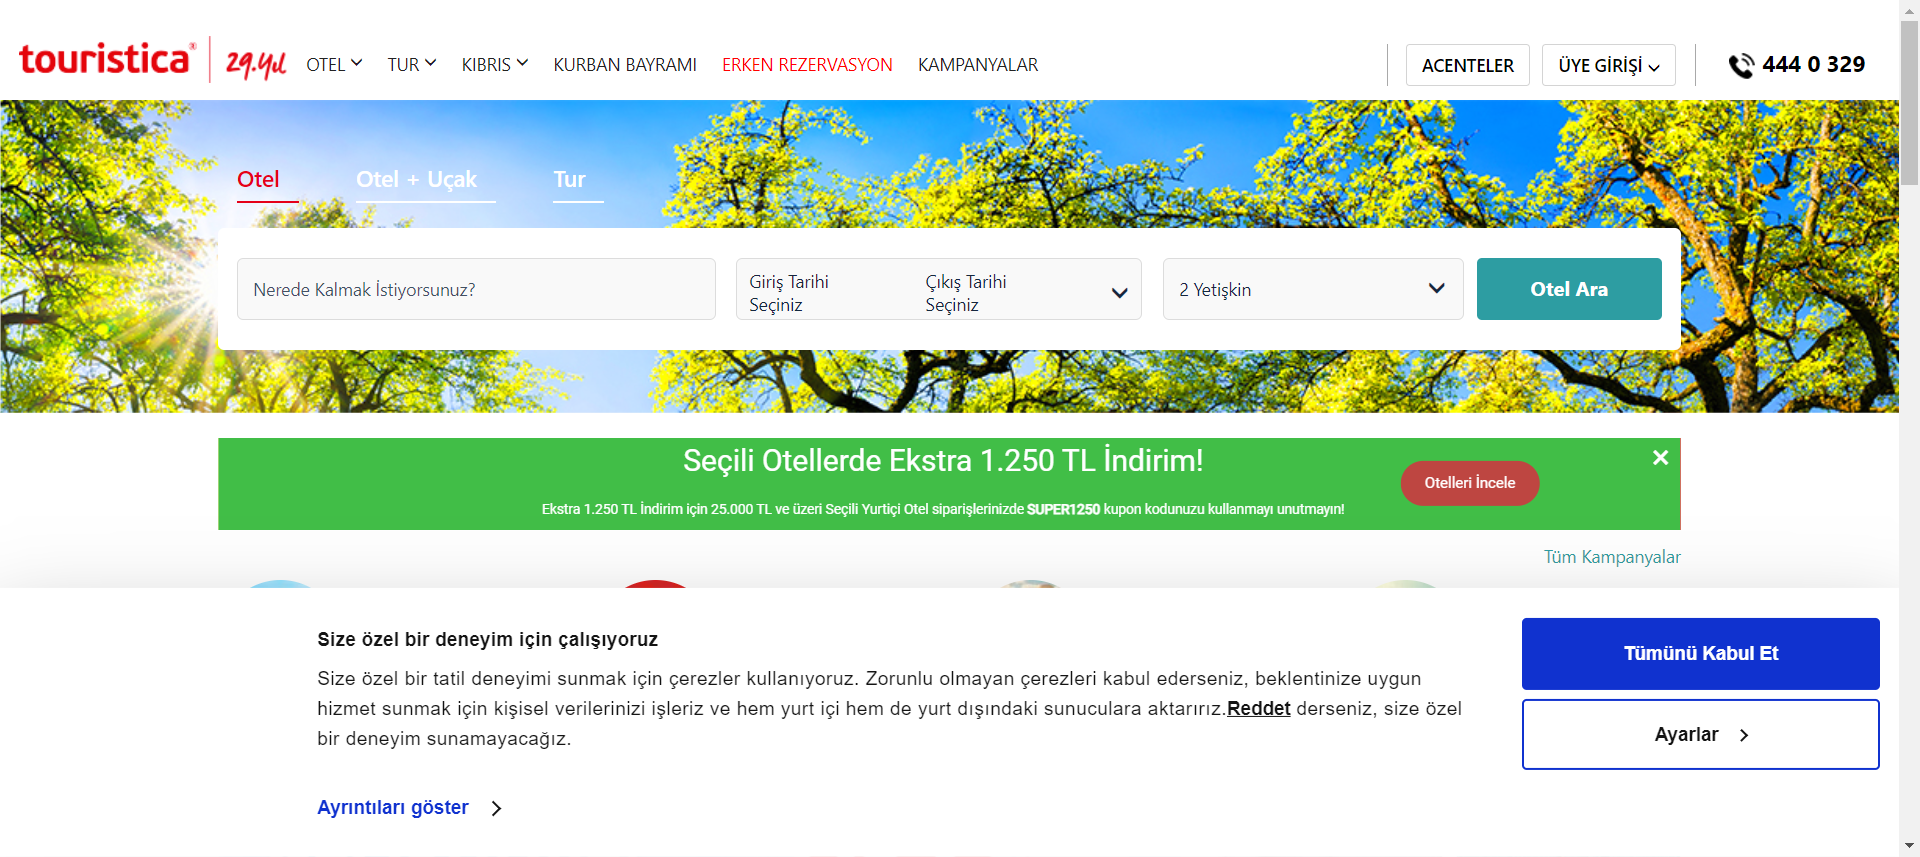 touristica® 29.Yıl OTEL TUR KIBRIS KURBAN BAYRAMI ERKEN REZERVASYON KAMPANYALAR ACENTELER ÜYE GİRİŞİ 444 0 329
Otel Otel + Uçak Tur
Nerede Kalmak İstiyorsunuz?
Giriş Tarihi Çıkış Tarihi
Seçiniz Seçiniz
2 Yetişkin
Otel Ara
Seçili Otellerde Ekstra 1.250 TL İndirim!
Ekstra 1.250 TL İndirim için 25.000 TL ve üzeri Seçili Yurtiçi Otel siparişlerinizde SUPER1250 kupon kodunuzu kullanmayı unutmayın!
Otelleri İncele
Tüm Kampanyalar
Size özel bir deneyim için çalışıyoruz
Size özel bir tatil deneyimi sunmak için çerezler kullanıyoruz. Zorunlu olmayan çerezleri kabul ederseniz, beklentinize uygun
hizmet sunmak için kişisel verilerinizi işleriz ve hem yurt içi hem de yurt dışındaki sunuculara aktarırız.Reddet derseniz, size özel
bir deneyim sunamayacağız.
Ayrıntıları göster
Tümünü Kabul Et
Ayarlar